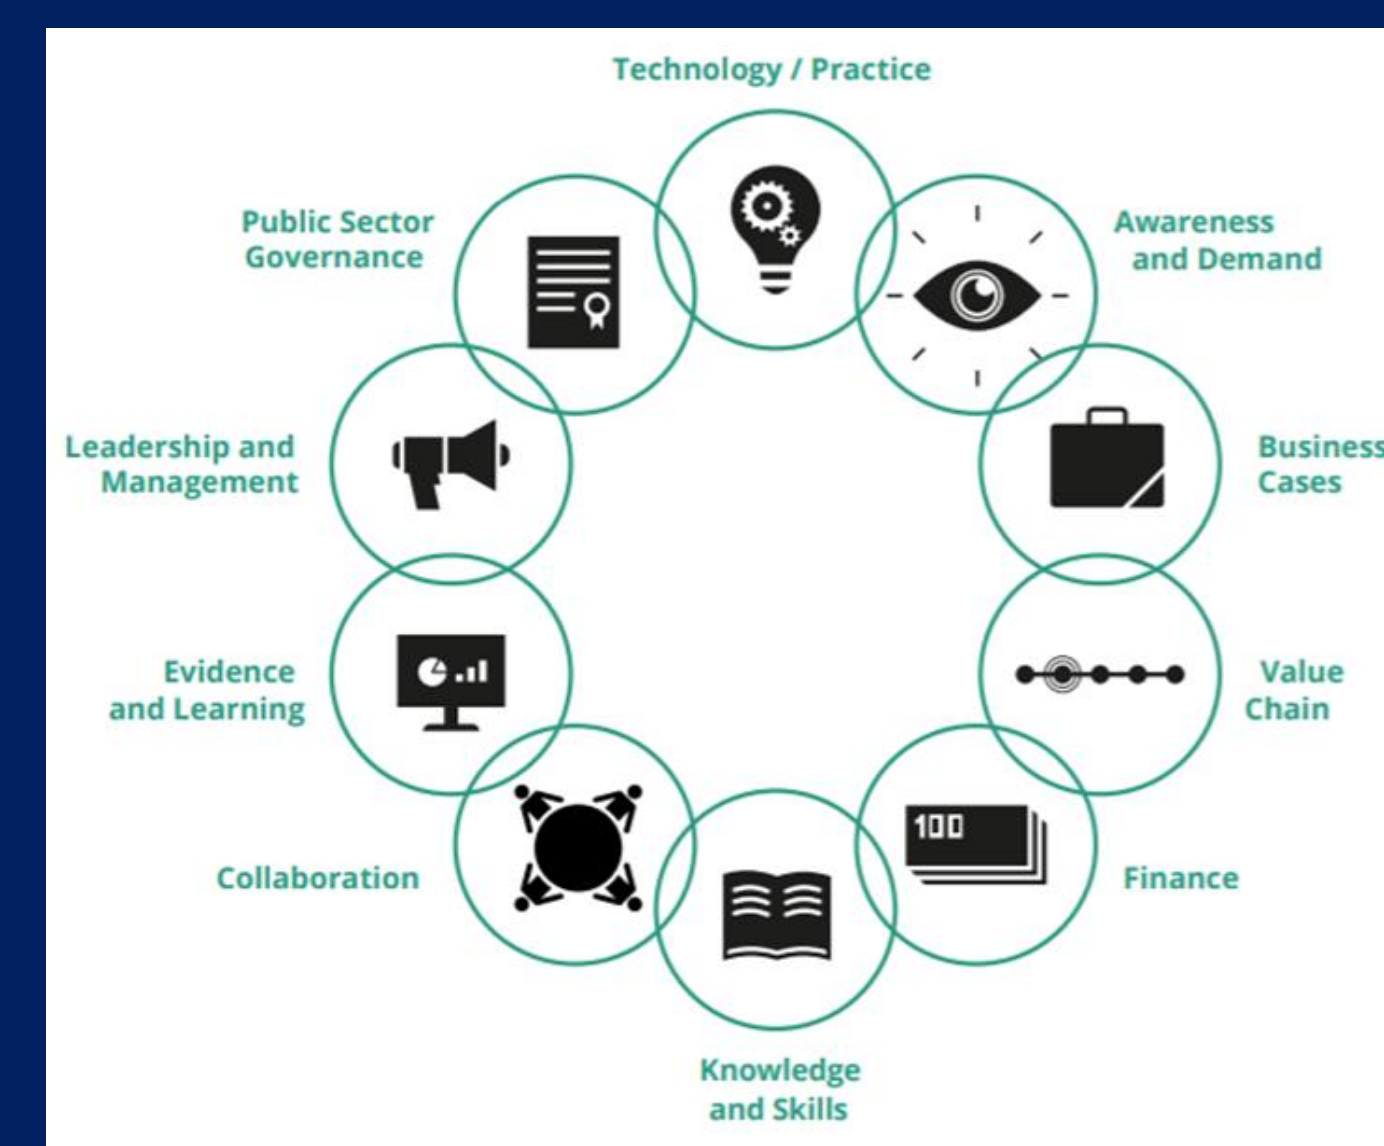 Technology / Practice
Public Sector
Governance
Awareness
and Demand
Leadership and
Management
Business
Cases
Evidence
and Learning
Value
Chain
100
Collaboration
Finance
Knowledge
and Skills